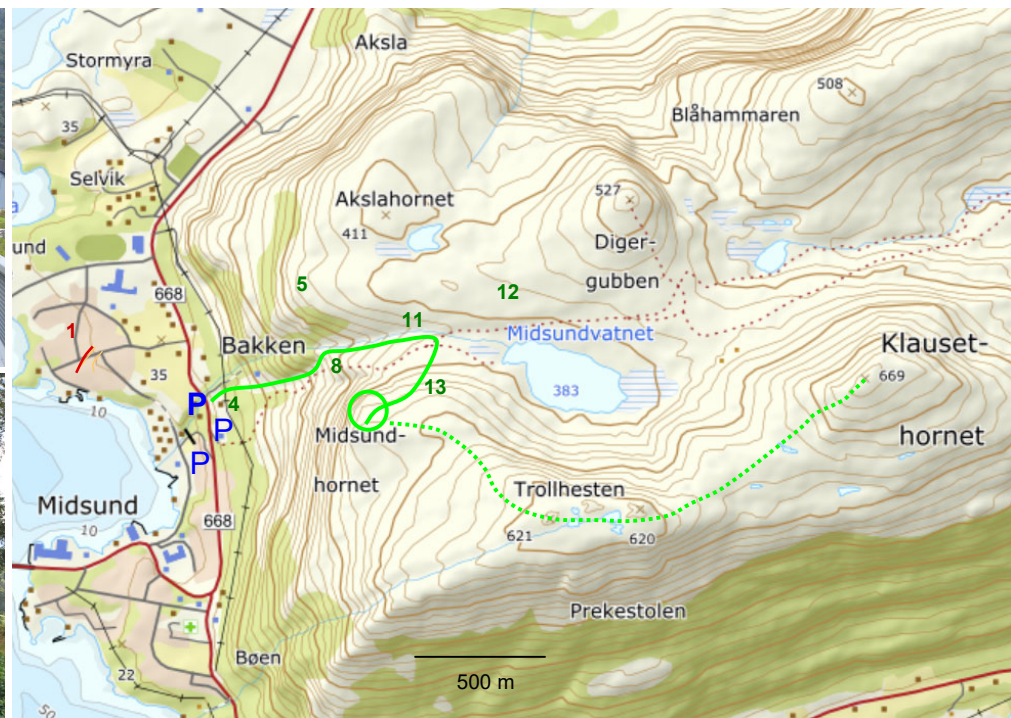 Aksla
Stormyra
508
Blåhammaren
35
Selvik
527
Akslahornet
a
411
Diger-
gubben
und
5
12
668
11
1
Midsundvatnet
Bakken
Klauset-
8
35
669
13
383
P
4
10
P
Midsund-
hornet
P
hornet
Trollhesten
Midsund
668
10
621
620
Prekestolen
Bøen
22
500 m
50